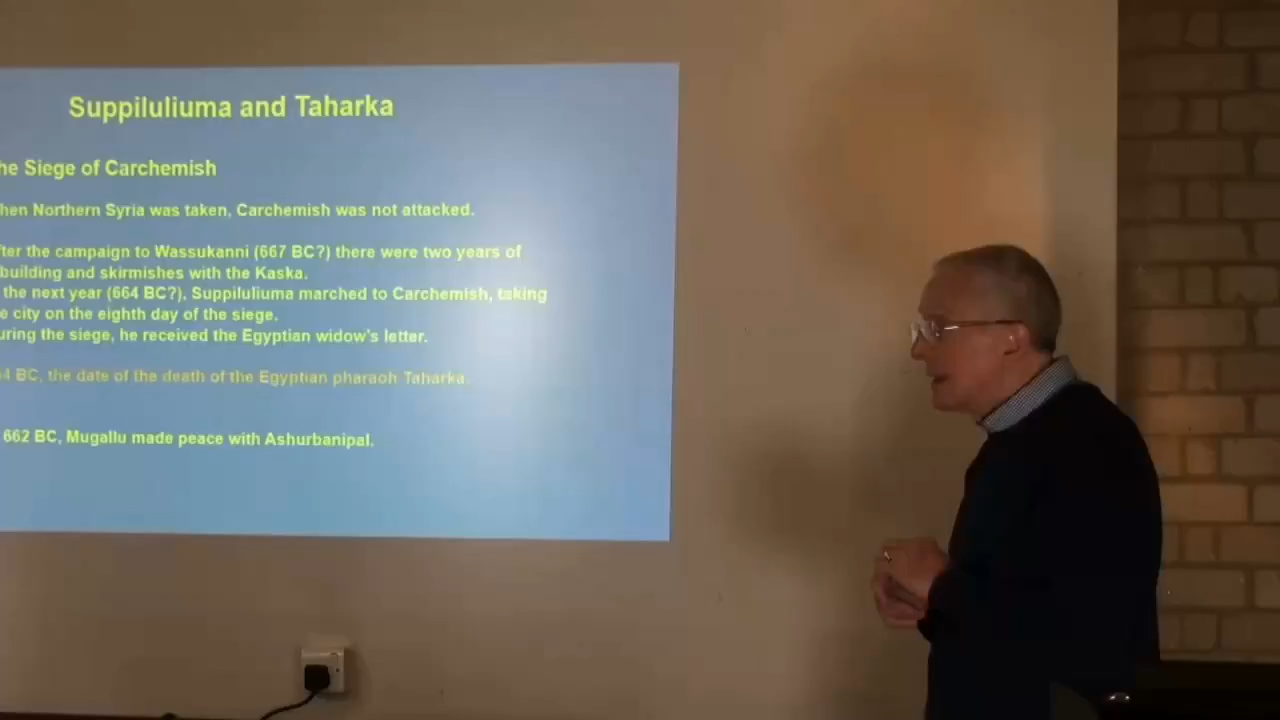 Suppiluliuma and Taharka
he Siege of Carchemish
hen Northern Syria was taken, Carchemish was not attacked.
fter the campaign to Wassukanni (667 BC?) there were two years of
building and skirmishes with the Kaska.
the next year (664 BC?), Suppiluliuma marched to Carchemish, taking
e city on the eighth day of the siege.
uring the siege, he received the Egyptian widow's letter.
4 BC, the date of the death of the Egyptian pharaoh Taharka.
662 BC, Mugallu made peace with Ashurbanipal.